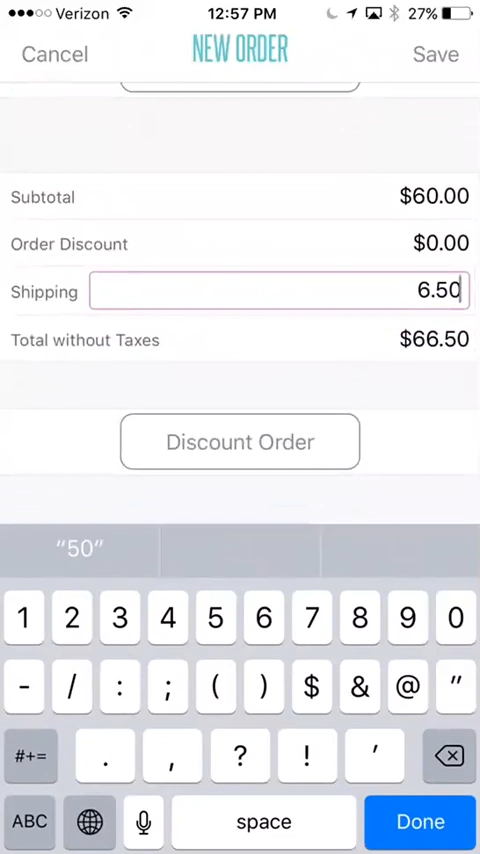 Verizon 12:57 PM 27%
Cancel NEW ORDER Save
Subtotal $60.00
Order Discount $0.00
Shipping 6.50
Total without Taxes $66.50
Discount Order
“50”
1 2 3 4 5 6 7 8 9 0
- / : ; ( ) $ & @ "
#+= . , ? ! '
ABC space Done